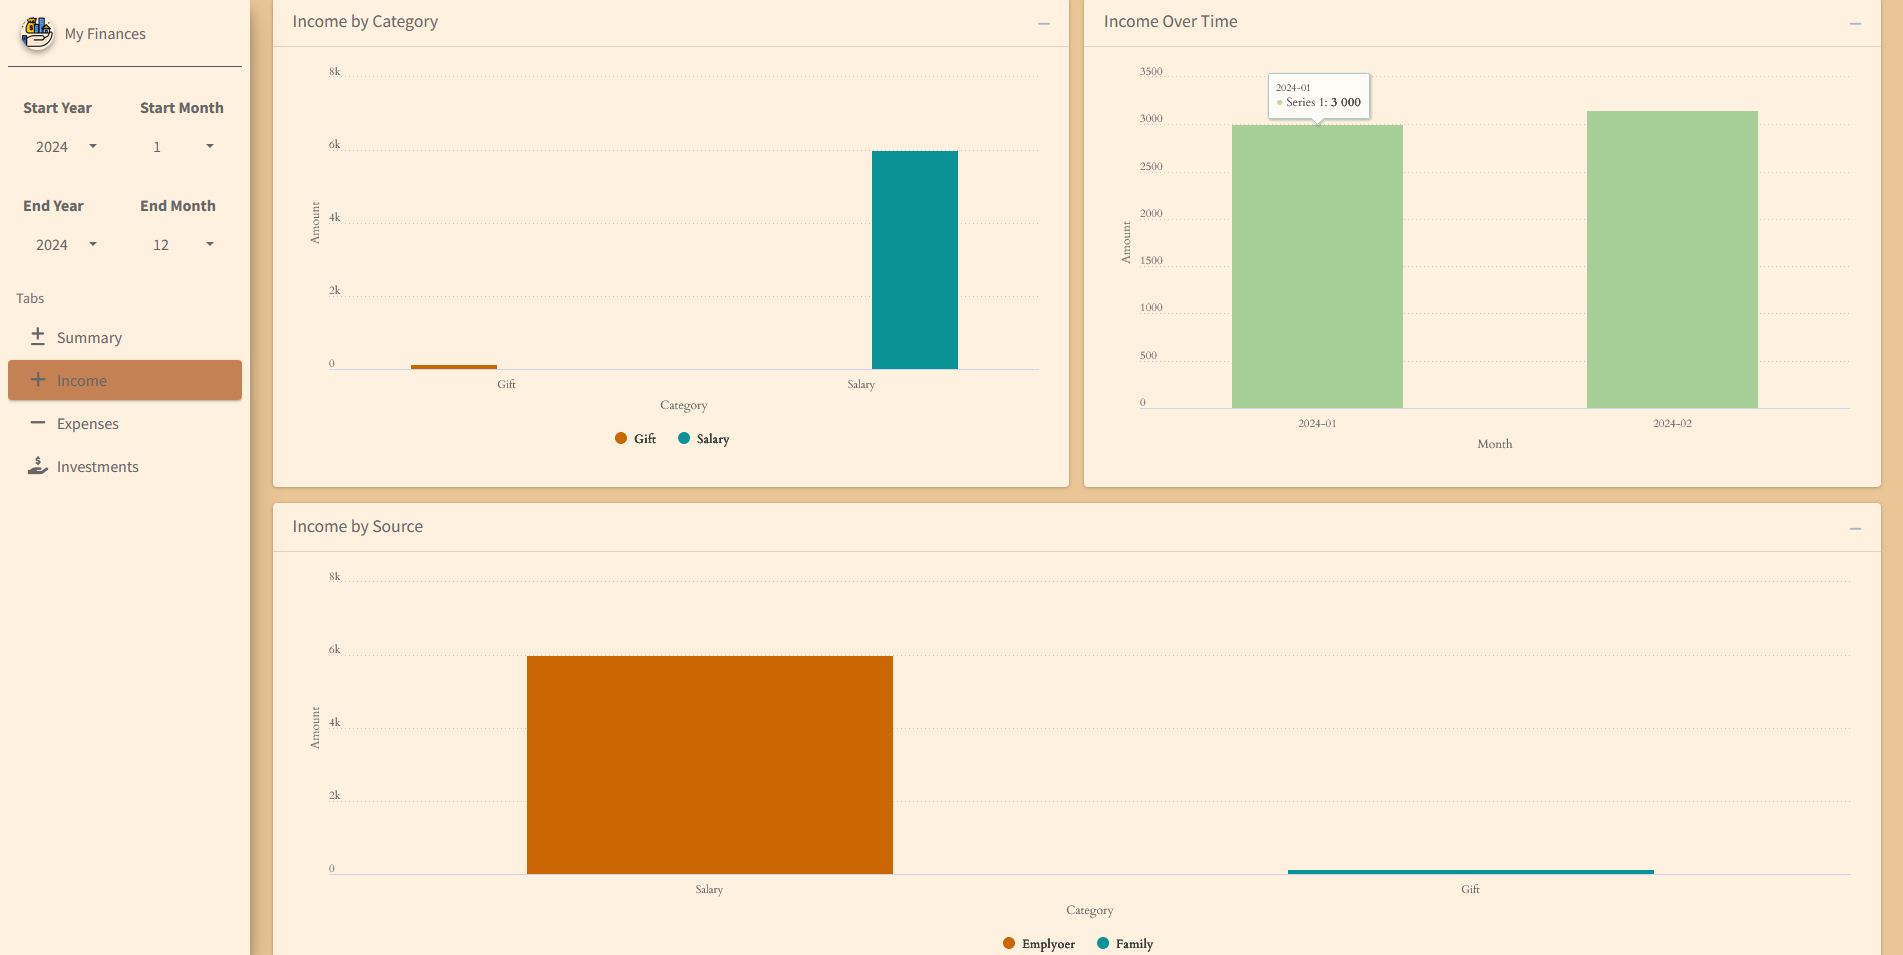 My Finances
Start Year Start Month
2024 1
End Year End Month
2024 12
Tabs
Summary
Income
Expenses
Investments
Income by Category
8k
6k
4k
2k
0
Amount
Gift Salary
Category
Gift Salary
Income Over Time
3500
3000
2500
2000
1500
1000
500
0
Amount
2024-01
Series 1: 3 000
2024-01 2024-02
Month
Income by Source
8k
6k
4k
2k
0
Amount
Salary Gift
Category
Emplyoer Family